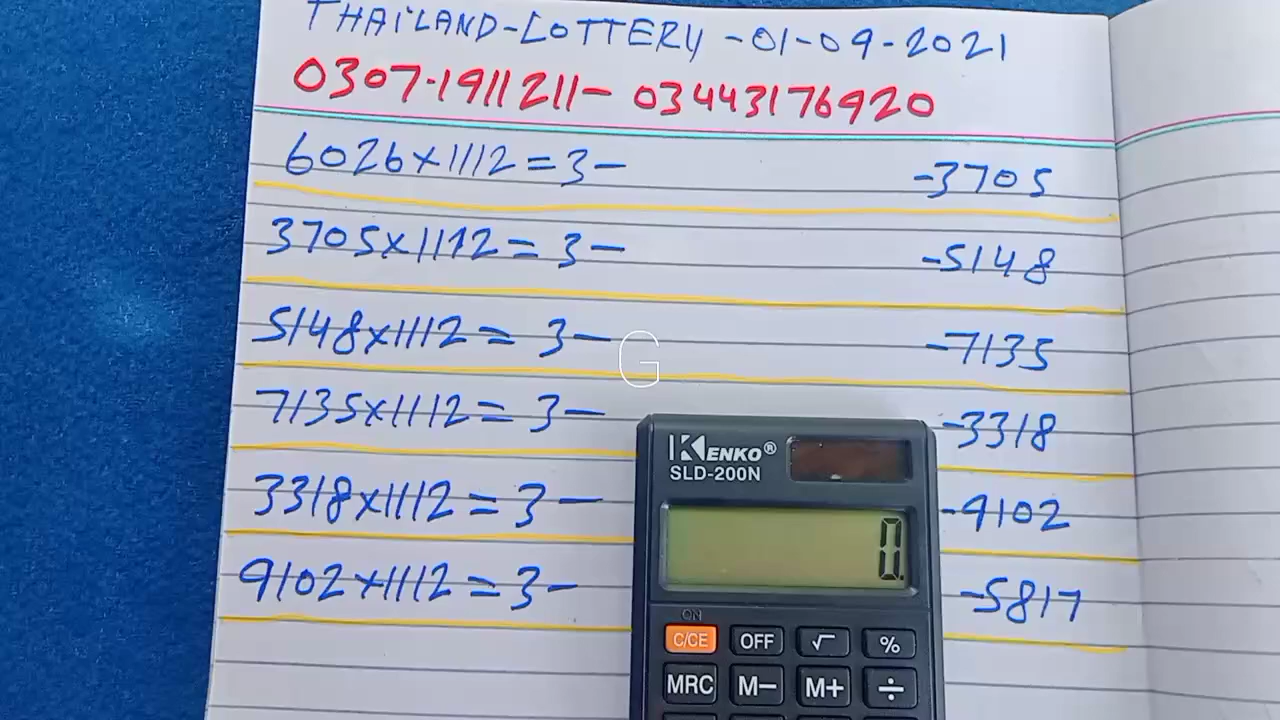 THAILAND-LOTTERY-01-09-2021
0307-1911211-03443176920
6026×1112=3- -3705
3705×1112=3- -5148
5148×1112=3- -7135
G
7135×1112=3- -3318
KENKO®
SLD-200N
3318×1112=3- -9102
0.
9102×1112=3- -5817
ON
C/CE OFF √ %
MRC M− M+ ÷